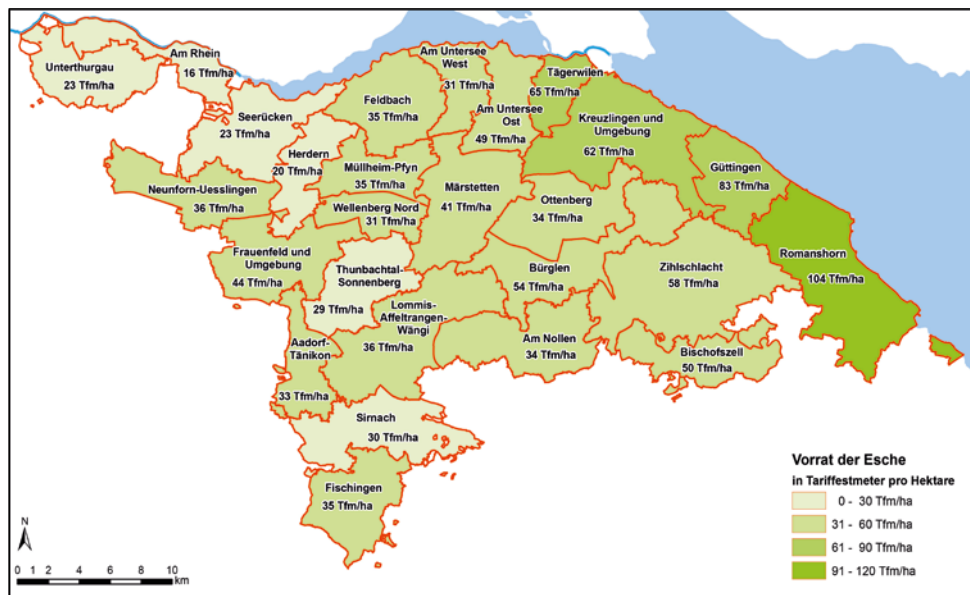 Am Rhein
16 Tfm/ha
Unterthurgau
23 Tfm/ha
Seerücken
23 Tfm/ha
Herdern
20 Tfm/ha
Neunforn-Uesslingen
36 Tfm/ha
Feldbach
35 Tfm/ha
Am Untersee
West
31 Tfm/ha
Am Untersee
Ost
49 Tfm/ha
Tägerwilen
65 Tfm/ha
Kreuzlingen und
Umgebung
62 Tfm/ha
Güttingen
83 Tfm/ha
Romanshorn
104 Tfm/ha
Müllheim-Pfyn
35 Tfm/ha
Wellenberg Nord
31 Tfm/ha
Märstetten
41 Tfm/ha
Ottenberg
34 Tfm/ha
Frauenfeld und
Umgebung
44 Tfm/ha
Thunbachtal-
Sonnenberg
29 Tfm/ha
Bürglen
54 Tfm/ha
Zihlschlacht
58 Tfm/ha
Lommis-
Affeltrangen-
Wängi
36 Tfm/ha
Am Nollen
34 Tfm/ha
Bischofszell
50 Tfm/ha
Aadorf-
Tänikon
33 Tfm/ha
Sirnach
30 Tfm/ha
Fischingen
35 Tfm/ha
Vorrat der Esche
in Tariffestmeter pro Hektare
0 - 30 Tfm/ha
31 - 60 Tfm/ha
61 - 90 Tfm/ha
91 - 120 Tfm/ha
N
0 1 2 4 6 8 10
km